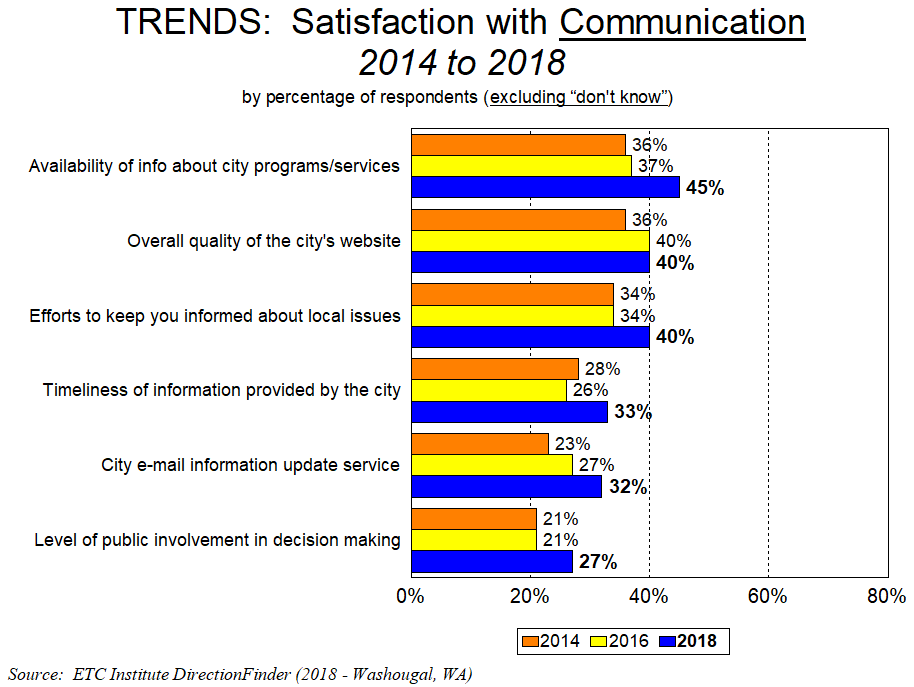 TRENDS:  Satisfaction with Communication
2014 to 2018
by percentage of respondents (excluding “don't know”)
36%
Availability of info about city programs/services
37%
45%
36%
Overall quality of the city's website
40%
40%
34%
Efforts to keep you informed about local issues
34%
40%
28%
Timeliness of information provided by the city
26%
33%
23%
City e-mail information update service
27%
32%
21%
Level of public involvement in decision making
21%
27%
0% 20% 40% 60% 80%
2014 2016 2018
Source:  ETC Institute DirectionFinder (2018 - Washougal, WA)